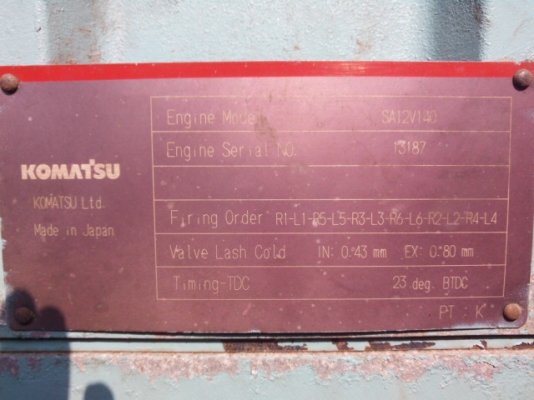 Engine Model SA12V140
Engine Serial NO. 13187
KOMATSU
KOMATSU Ltd.
Made in Japan
Firing Order R1-L1-R5-L5-R3-L3-R6-L6-R2-L2-R4-L4
Valve Lash Cold IN: 0.43 mm EX: 0.80 mm
Timing-TDC 23 deg. BTDC
PT : K